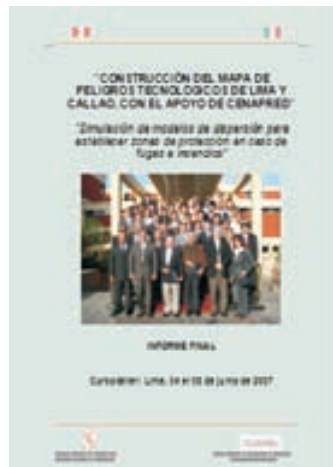 "CONSTRUCCIÓN DEL MAPA DE
PELIGROS TECNOLÓGICOS DE LIMA Y
CALLAO, CON EL APOYO DE CENAPRED"
"Simulación de modelos de dispersión para
establecer zonas de protección en caso de
fugas e incendios"
INFORME FINAL
Lima, 04 al 08 de junio de 2007